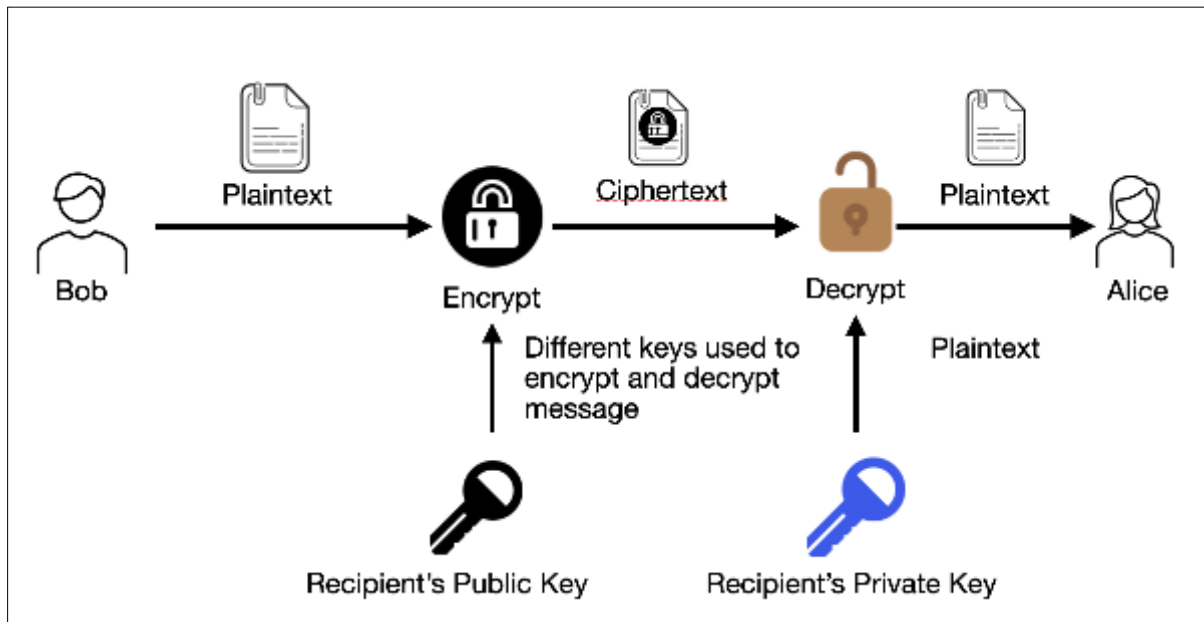 Plaintext
Ciphertext
Plaintext
Bob
Encrypt
Decrypt
Alice
Different keys used to
encrypt and decrypt
message
Plaintext
Recipient's Public Key
Recipient’s Private Key